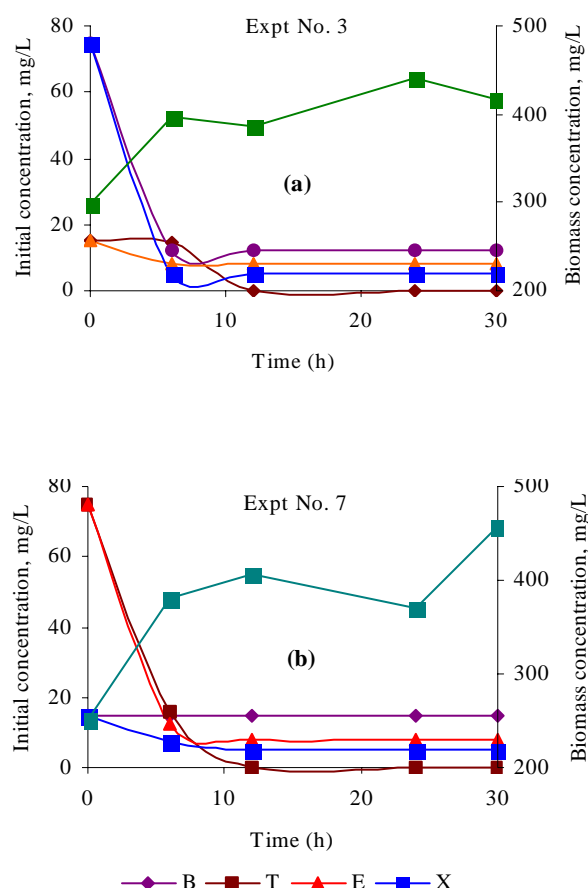 Expt No. 3
Initial concentration, mg/L
Biomass concentration, mg/L
80
60
40
20
0
500
400
300
200
(a)
0
10
20
30
Time (h)
Expt No. 7
Initial concentration, mg/L
Biomass concentration, mg/L
80
60
40
20
0
500
400
300
200
(b)
0
10
20
30
Time (h)
B T E X